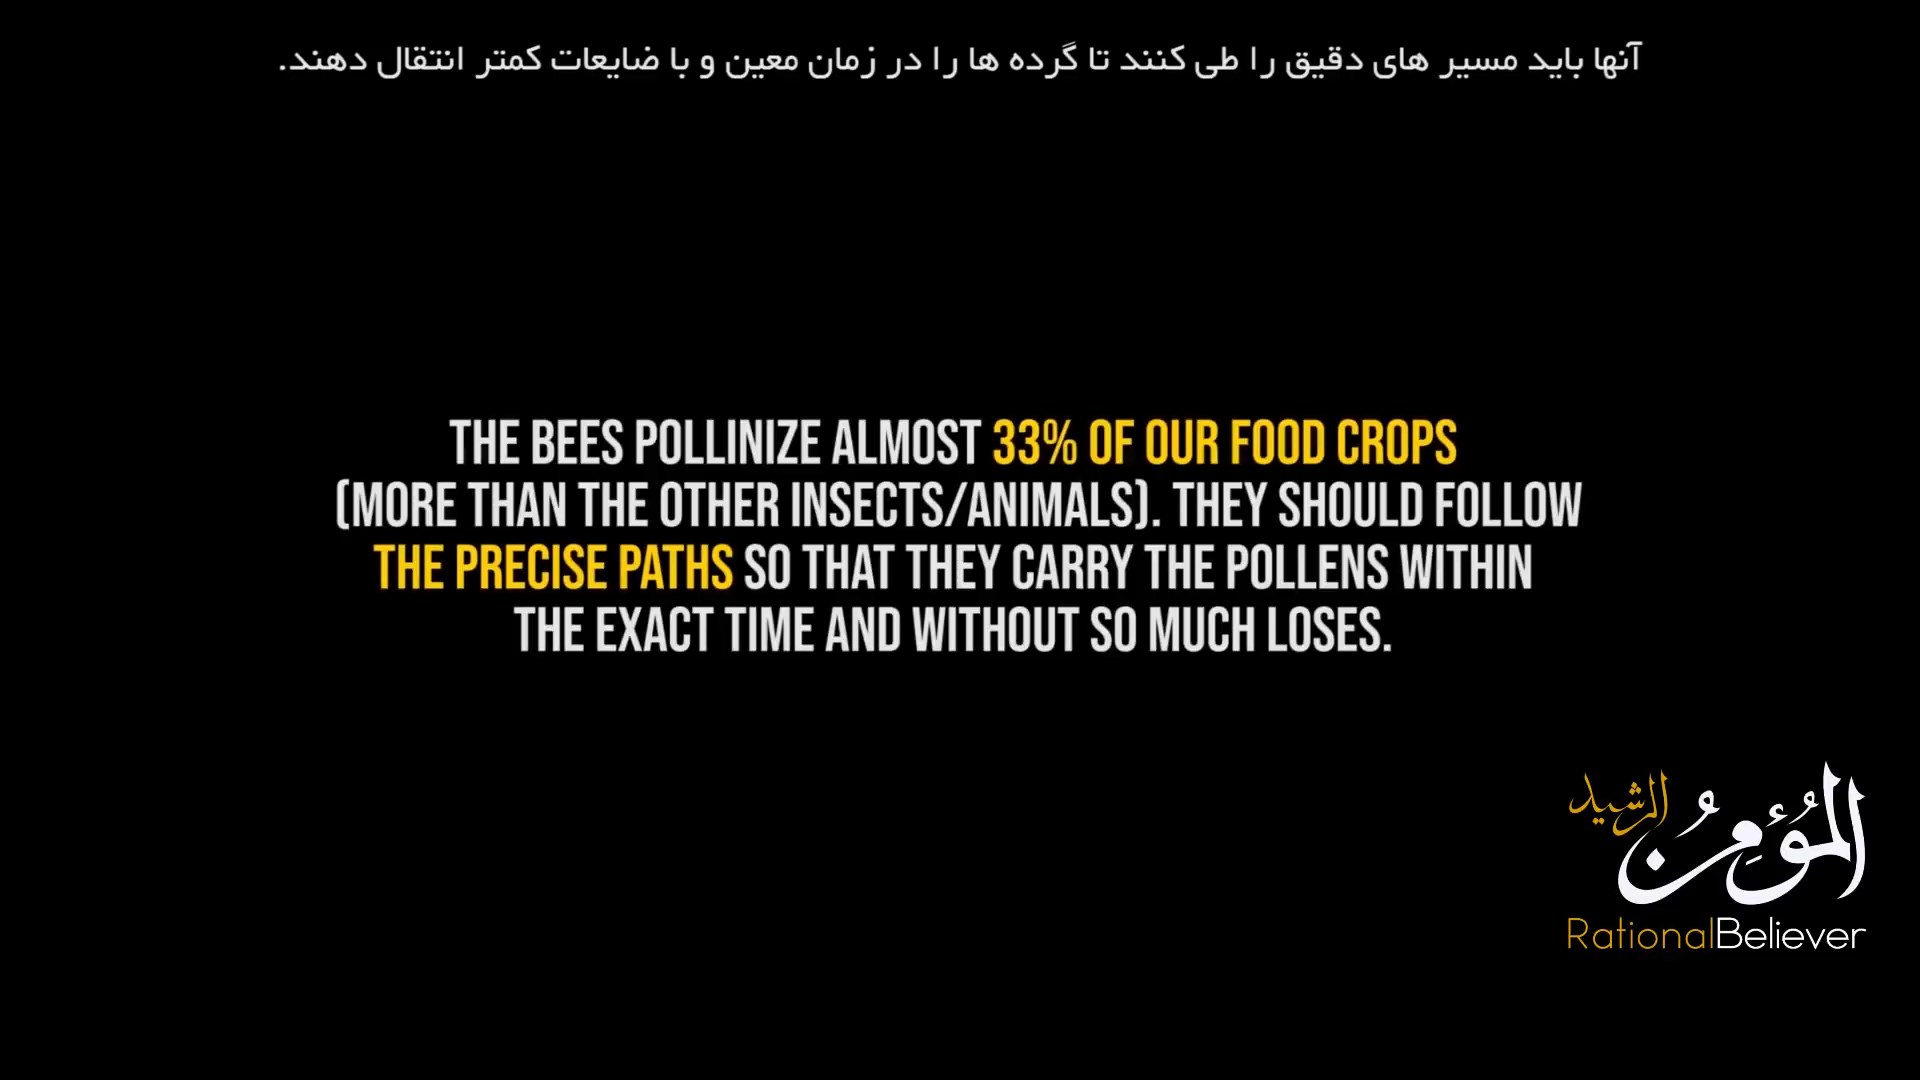 آنها باید مسیر های دقیق را طی کنند تا گرده ها را در زمان معین و با ضایعات کمتر انتقال دهند.
THE BEES POLLINIZE ALMOST 33% OF OUR FOOD CROPS
(MORE THAN THE OTHER INSECTS/ANIMALS). THEY SHOULD FOLLOW
THE PRECISE PATHS SO THAT THEY CARRY THE POLLENS WITHIN
THE EXACT TIME AND WITHOUT SO MUCH LOSES.
المُؤمِنُ الرشيد
RationalBeliever